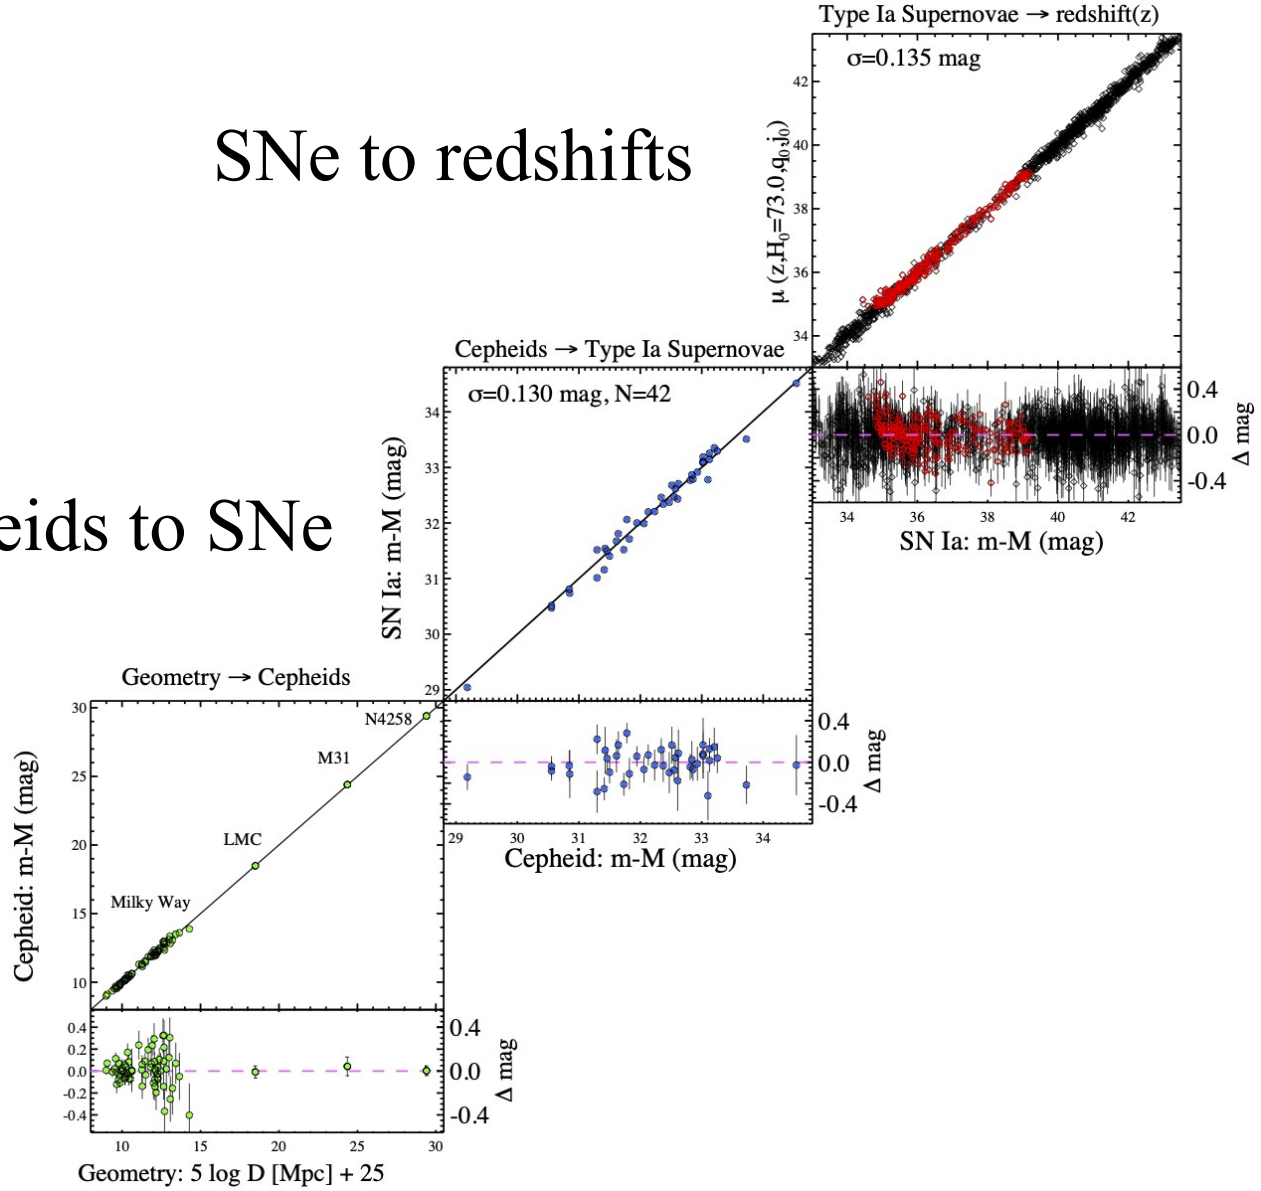 Type Ia Supernovae → redshift(z)
σ=0.135 mag
SNe to redshifts
μ (z,H₀=73.0,q₀,j₀)
42
40
38
36
34
0.4
0.0
-0.4
Δ mag
34 36 38 40 42
SN Ia: m-M (mag)
Cepheids → Type Ia Supernovae
σ=0.130 mag, N=42
eids to SNe
SN Ia: m-M (mag)
34
33
32
31
30
29
0.4
0.0
-0.4
Δ mag
29 30 31 32 33 34
Cepheid: m-M (mag)
Geometry → Cepheids
N4258
M31
LMC
Milky Way
Cepheid: m-M (mag)
30
25
20
15
10
0.4
0.2
0.0
-0.2
-0.4
0.4
0.0
-0.4
Δ mag
10 15 20 25 30
Geometry: 5 log D [Mpc] + 25